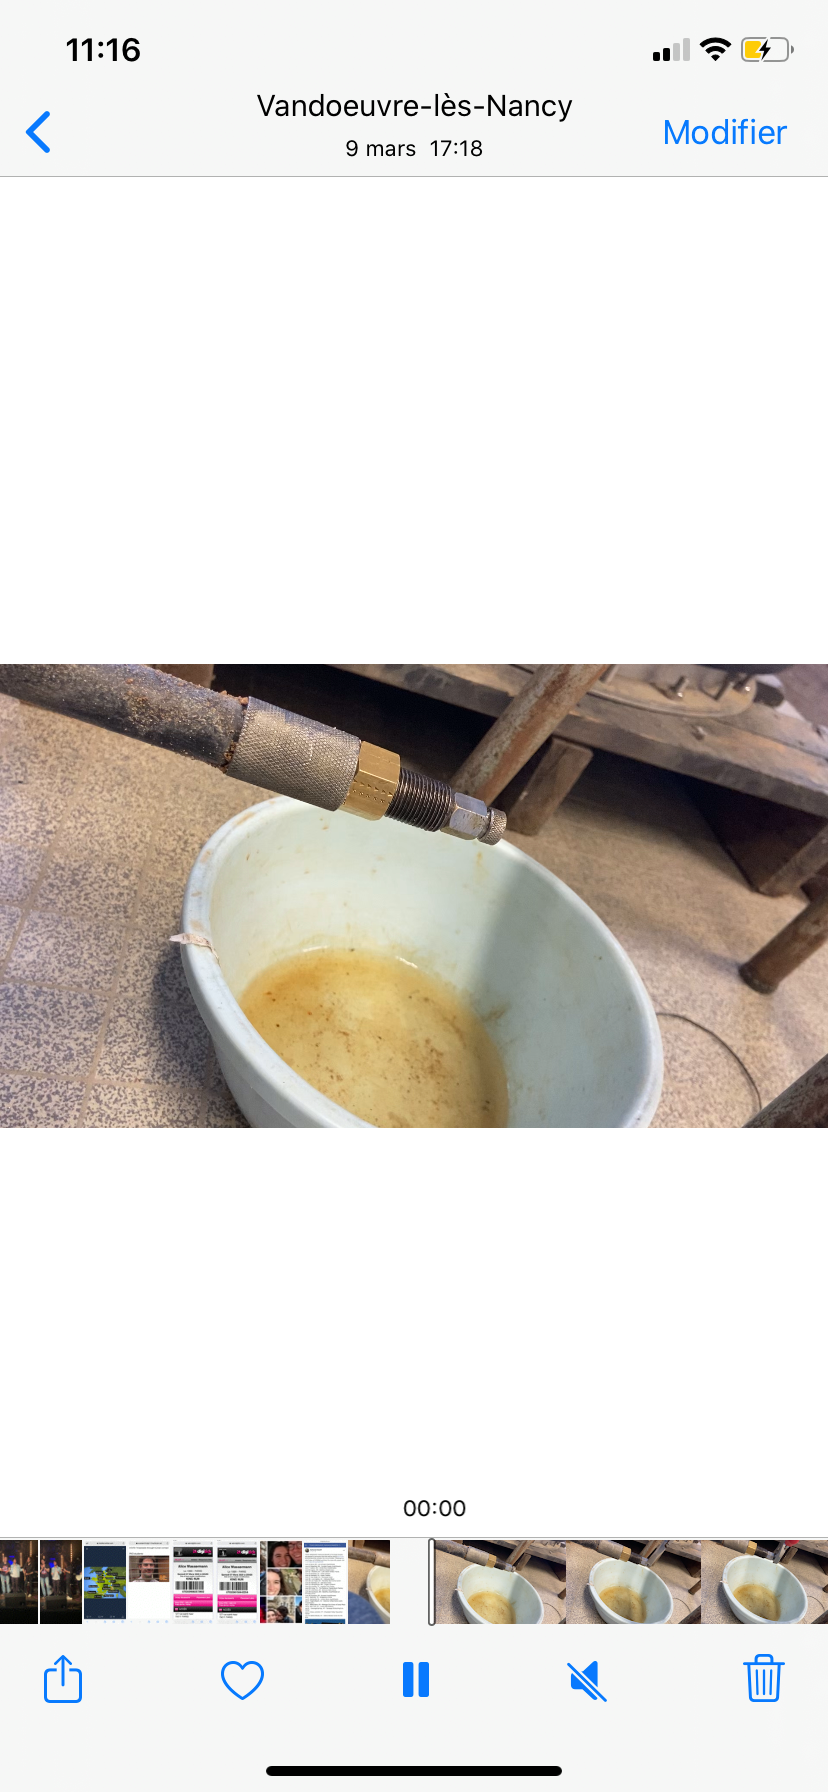 11:16
Vandoeuvre-lès-Nancy
9 mars 17:18
Modifier
00:00